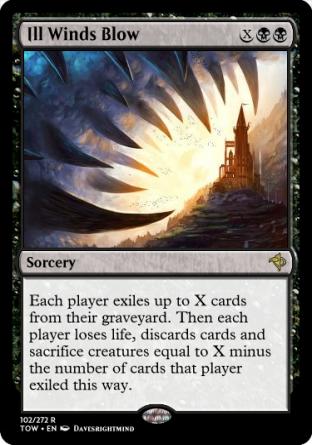 Ill Winds Blow
X
Sorcery
Each player exiles up to X cards
from their graveyard. Then each
player loses life, discards cards and
sacrifice creatures equal to X minus
the number of cards that player
exiled this way.
102/272 R
TOW • EN DAVESRIGHTMIND